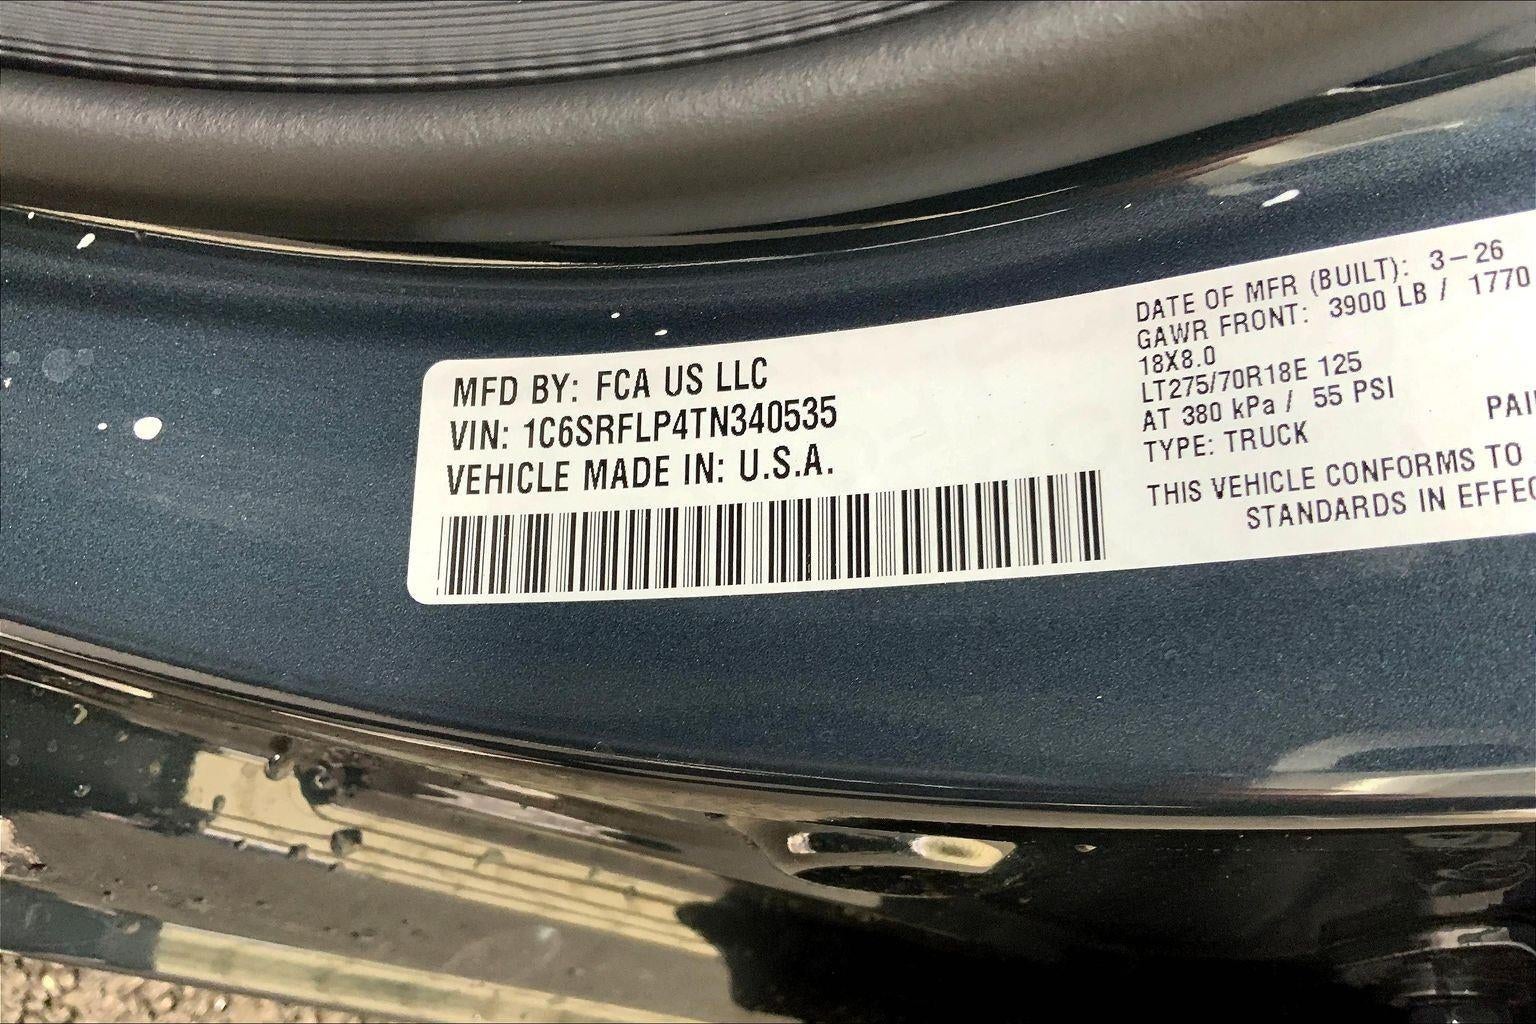 MFD BY: FCA US LLC
VIN: 1C6SRFLP4TN340535
VEHICLE MADE IN: U.S.A.
DATE OF MFR (BUILT): 3-26
GAWR FRONT: 3900 LB / 1770
18X8.0
LT275/70R18E 125
AT 380 kPa / 55 PSI
TYPE: TRUCK
THIS VEHICLE CONFORMS TO
STANDARDS IN